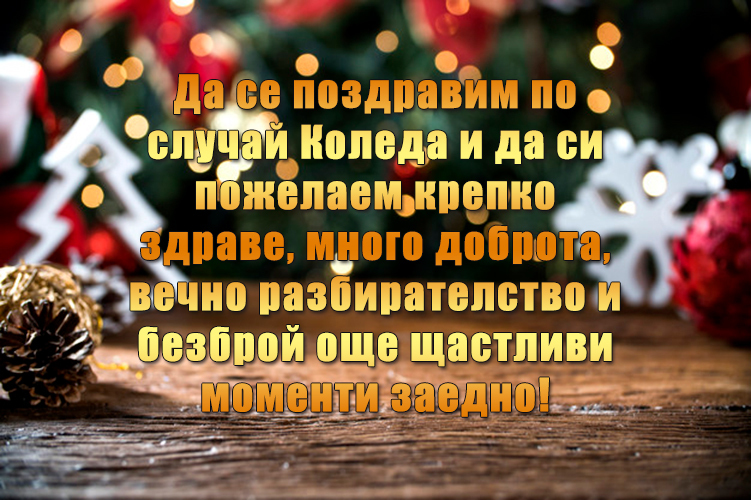 Да се поздравим по
случай Коледа и да си
пожелаем крепко
здраве, много доброта,
вечно разбирателство и
безброй още щастливи
моменти заедно!